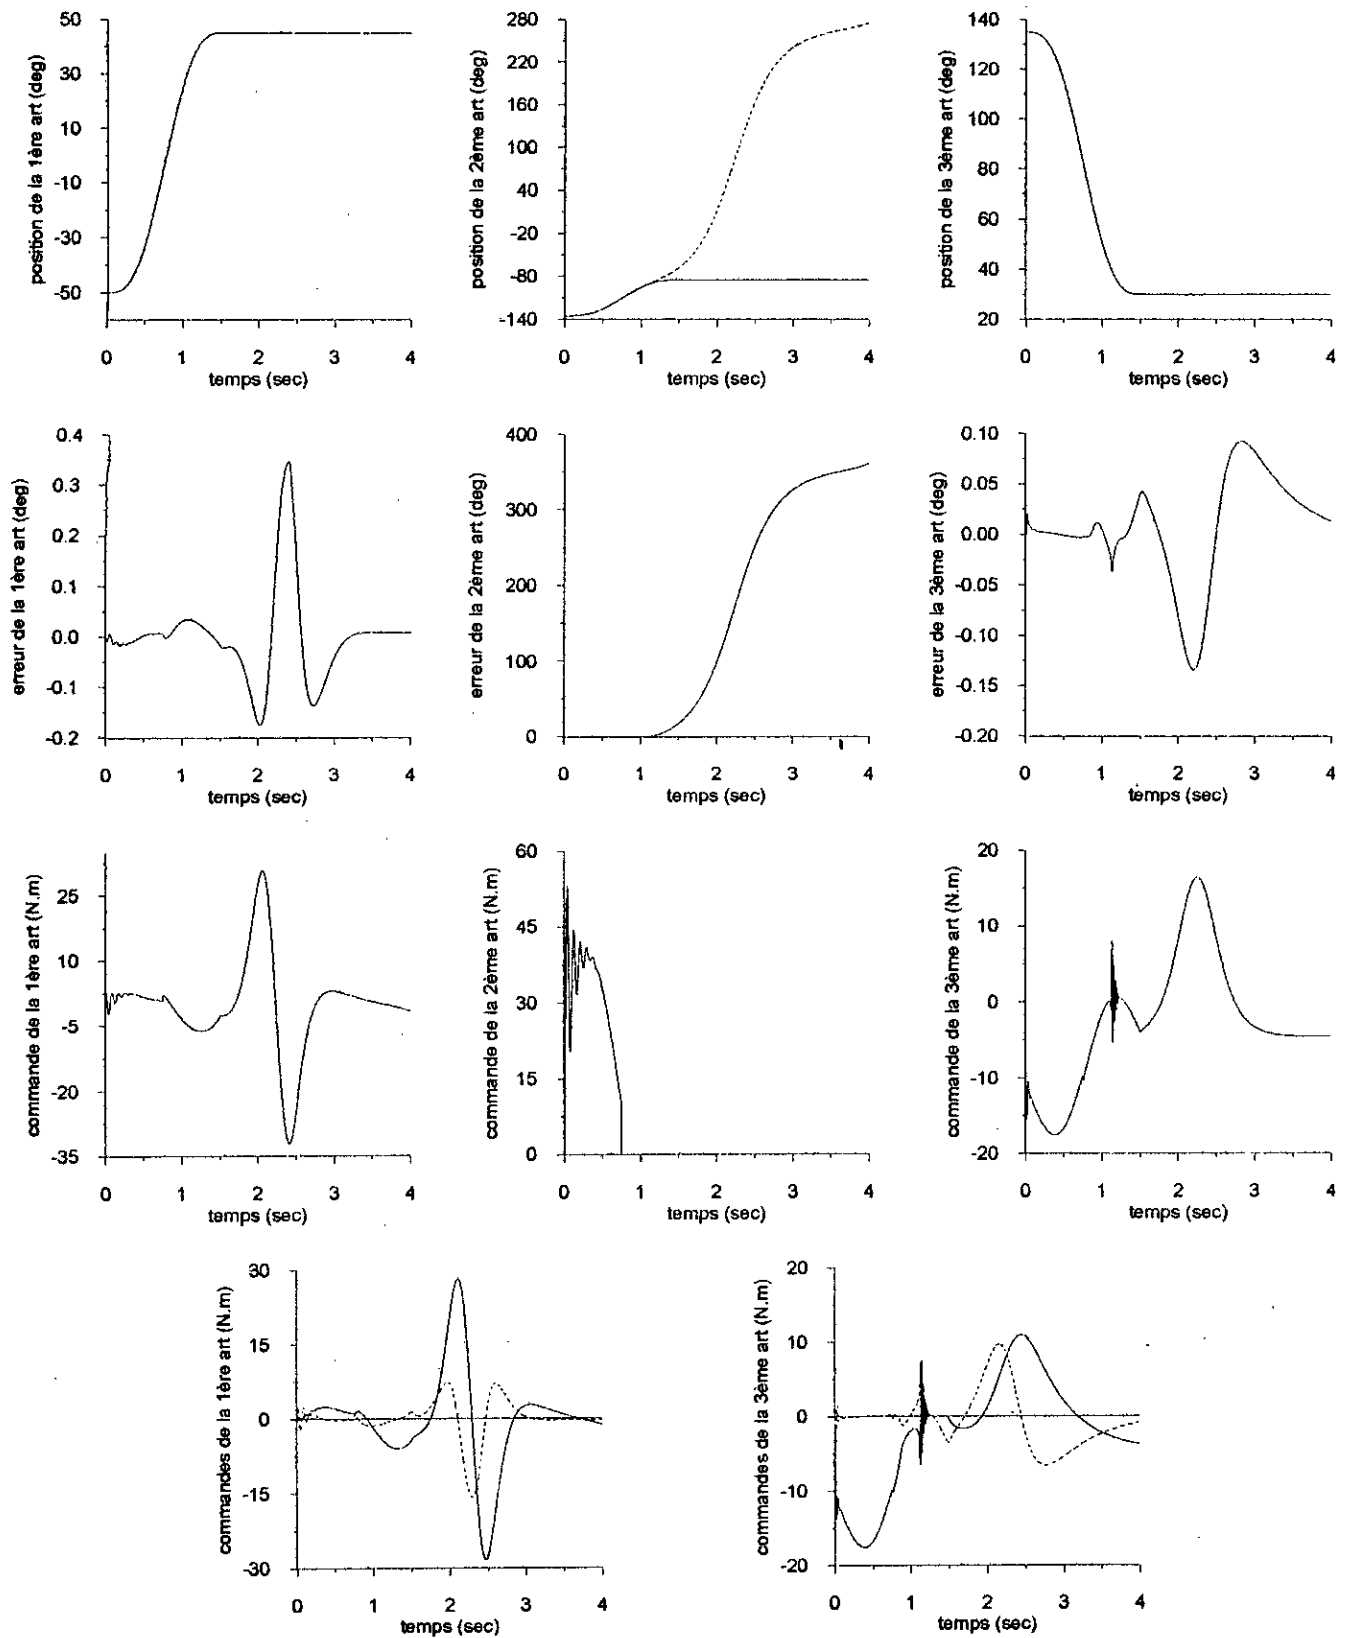 position de la 1ère art (deg)
50
30
10
-10
-30
-50
0 1 2 3 4
temps (sec)
position de la 2ème art (deg)
280
220
160
100
40
-20
-80
-140
0 1 2 3 4
temps (sec)
position de la 3ème art (deg)
140
120
100
80
60
40
20
0 1 2 3 4
temps (sec)
erreur de la 1ère art (deg)
0.4
0.3
0.2
0.1
0.0
-0.1
-0.2
0 1 2 3 4
temps (sec)
erreur de la 2ème art (deg)
400
300
200
100
0
0 1 2 3 4
temps (sec)
erreur de la 3ème art (deg)
0.10
0.05
0.00
-0.05
-0.10
-0.15
-0.20
0 1 2 3 4
temps (sec)
commande de la 1ère art (N.m)
25
10
-5
-20
-35
0 1 2 3 4
temps (sec)
commande de la 2ème art (N.m)
60
45
30
15
0
0 1 2 3 4
temps (sec)
commande de la 3ème art (N.m)
20
10
0
-10
-20
0 1 2 3 4
temps (sec)
commandes de la 1ère art (N.m)
30
15
0
-15
-30
0 1 2 3 4
temps (sec)
commandes de la 3ème art (N.m)
20
10
0
-10
-20
0 1 2 3 4
temps (sec)